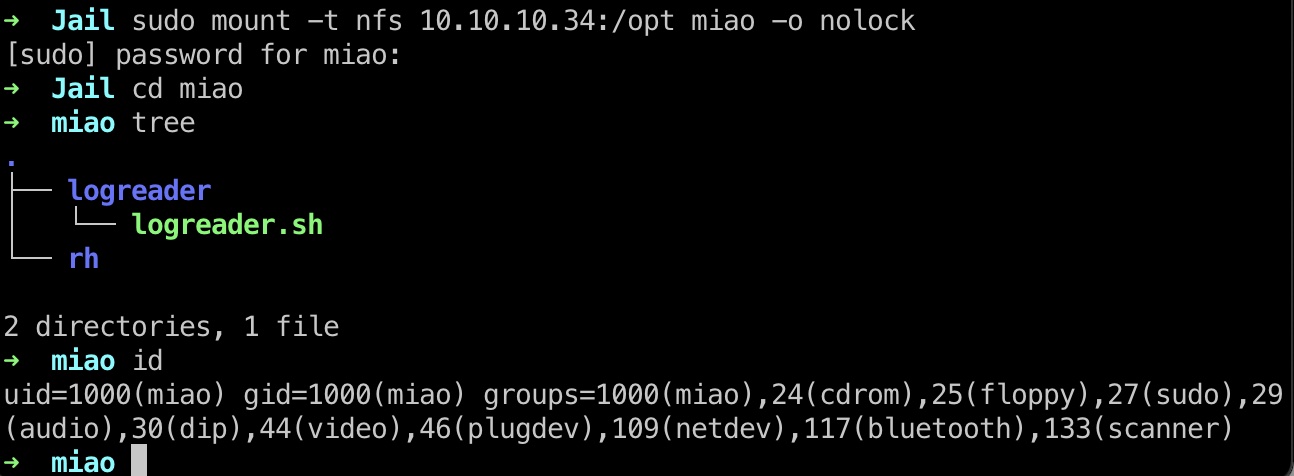 ➜  Jail sudo mount -t nfs 10.10.10.34:/opt miao -o nolock
[sudo] password for miao:
➜  Jail cd miao
➜  miao tree
.
├── logreader
│   └── logreader.sh
└── rh
2 directories, 1 file
➜  miao id
uid=1000(miao) gid=1000(miao) groups=1000(miao),24(cdrom),25(floppy),27(sudo),29
(audio),30(dip),44(video),46(plugdev),109(netdev),117(bluetooth),133(scanner)
➜  miao